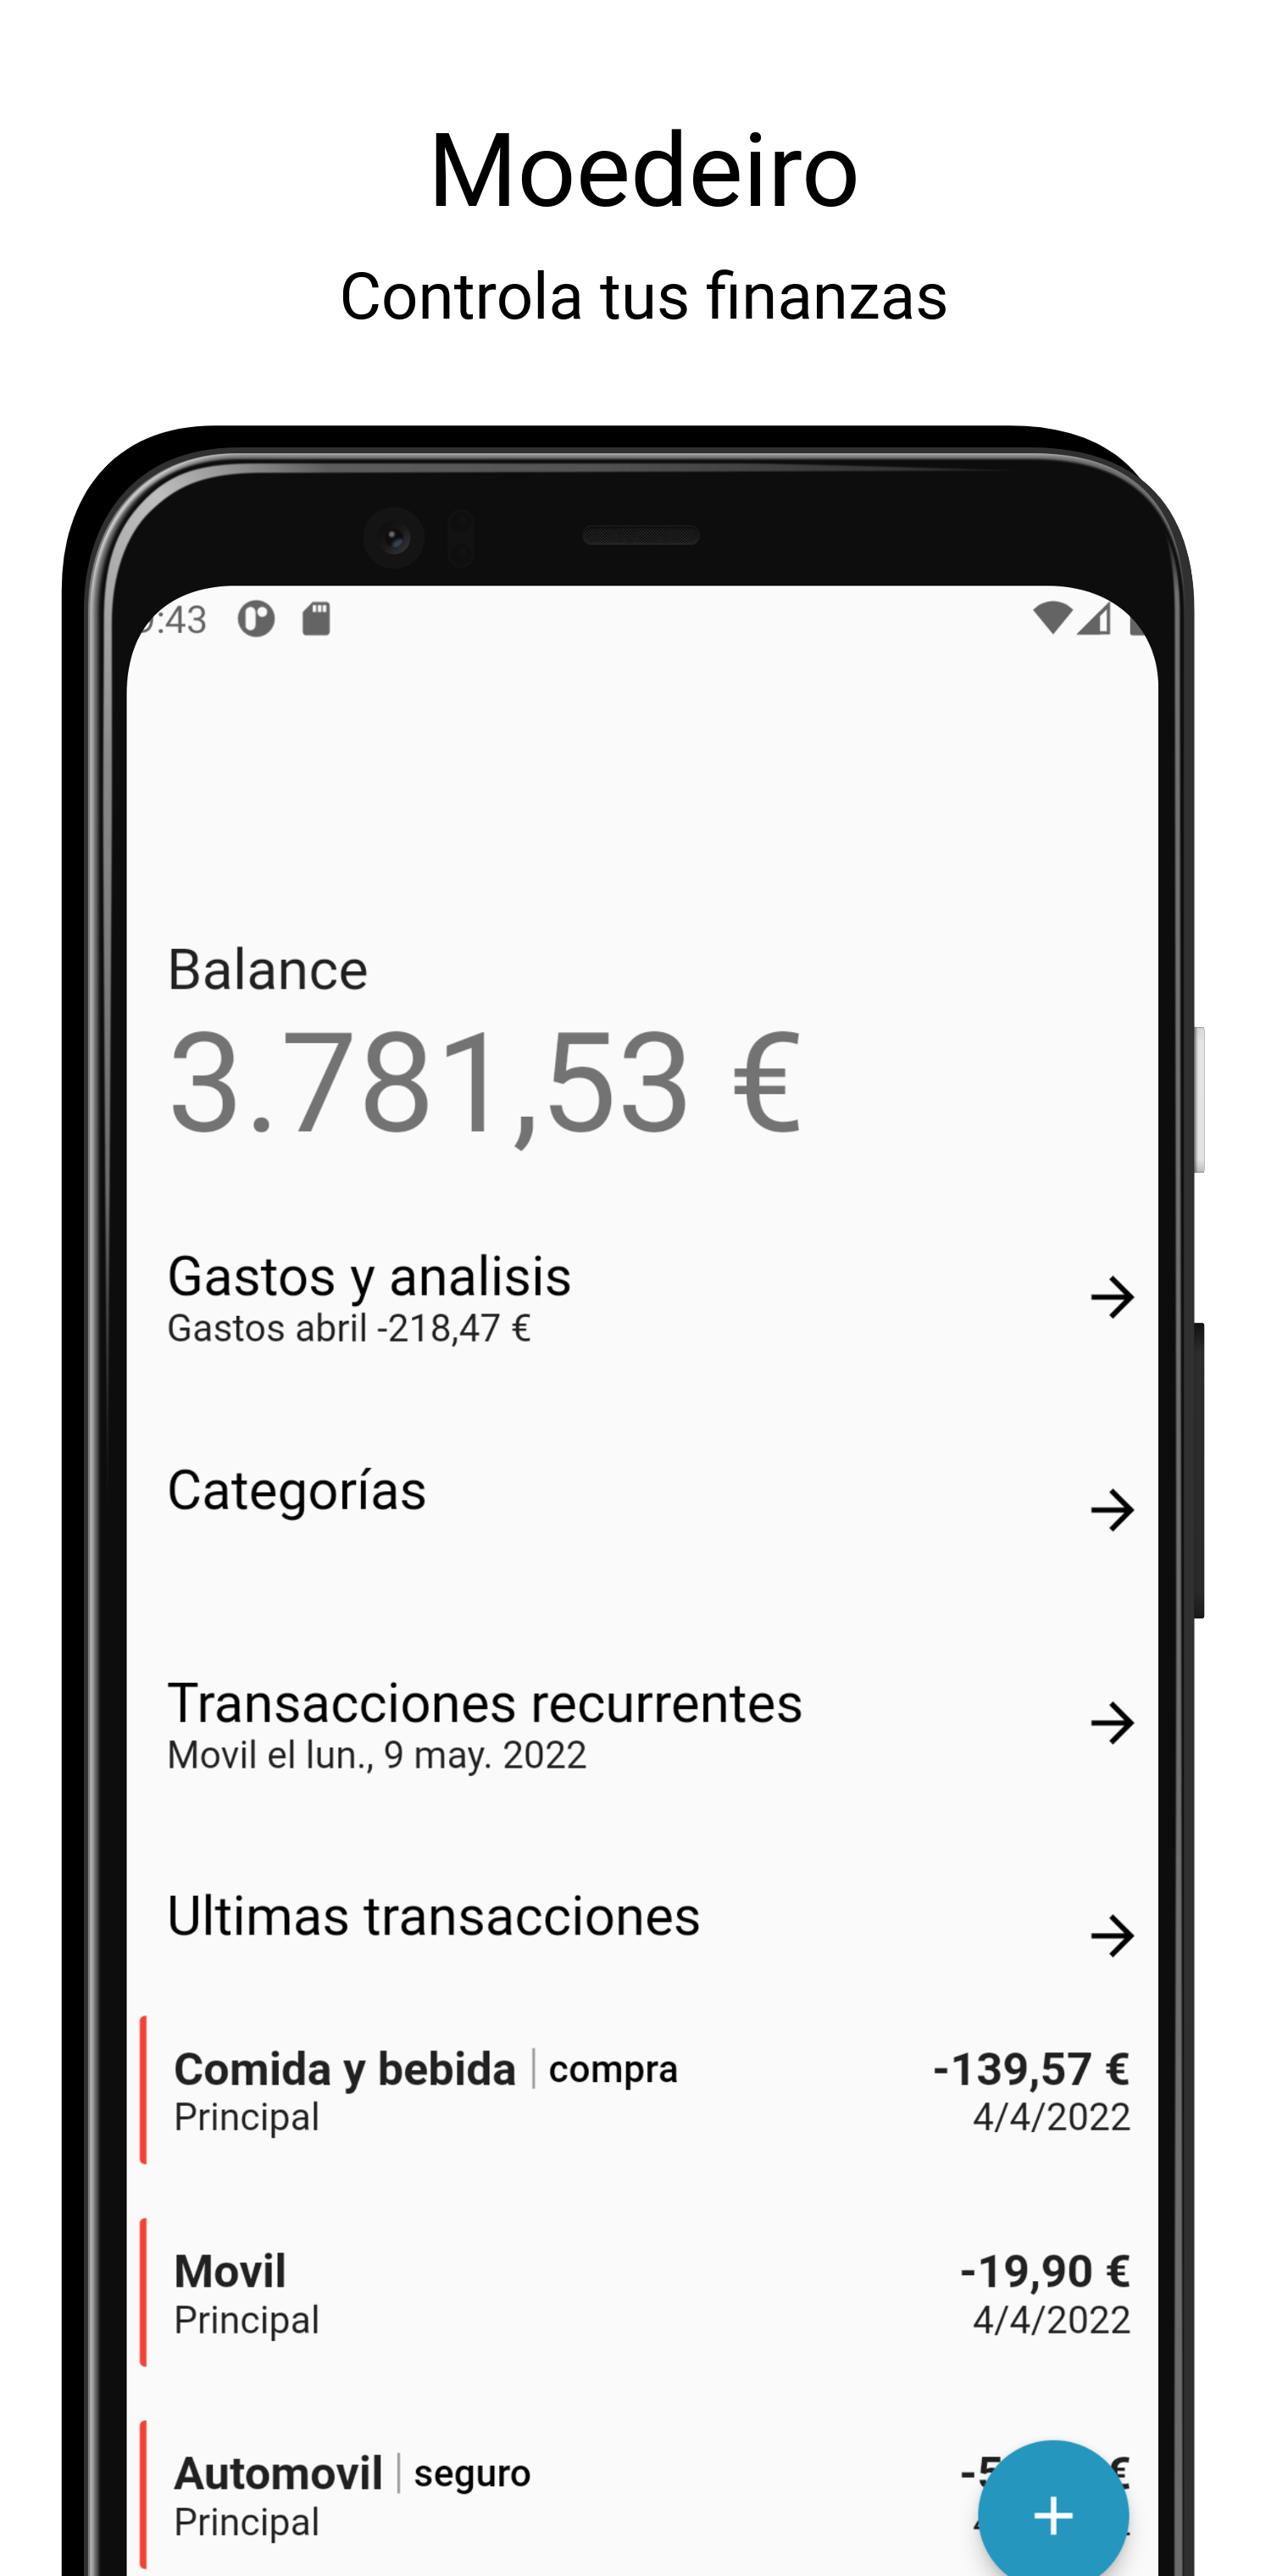 Moedeiro
Controla tus finanzas
:43
Balance
3.781,53 €
Gastos y analisis
Gastos abril -218,47 €
Categorías
Transacciones recurrentes
Movil el lun., 9 may. 2022
Ultimas transacciones
Comida y bebida | compra -139,57 €
Principal 4/4/2022
Movil -19,90 €
Principal 4/4/2022
Automovil | seguro
Principal